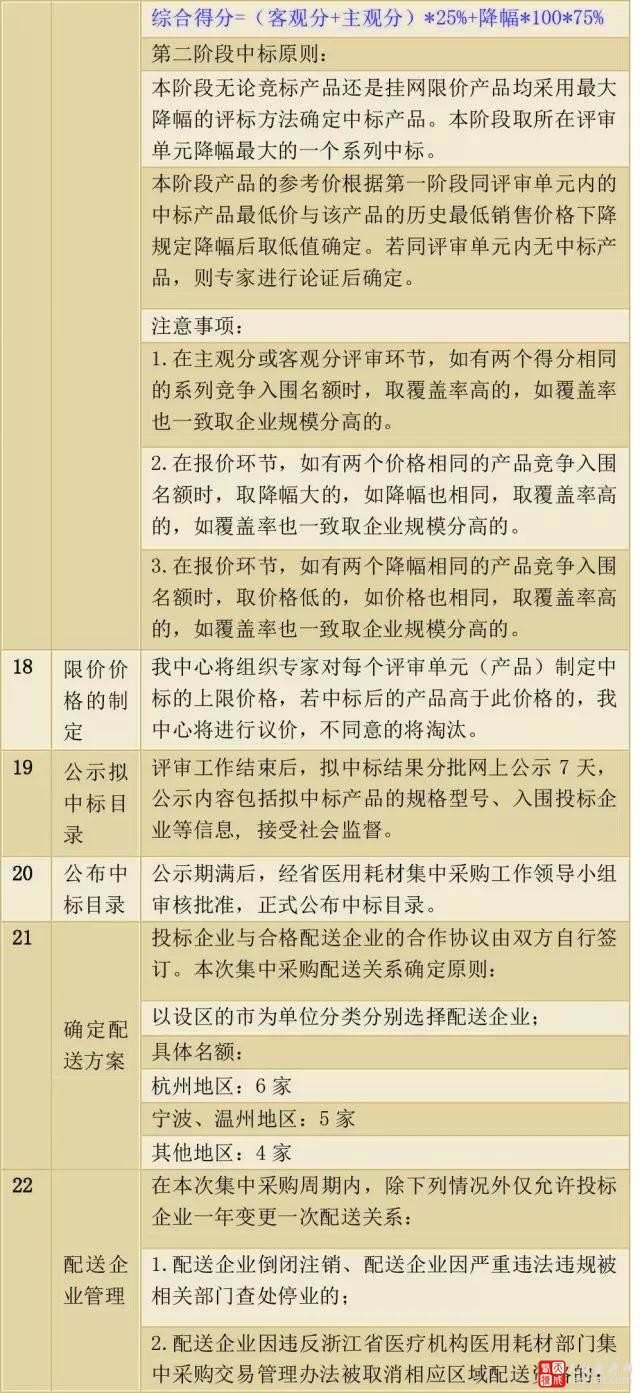 综合得分=（客观分+主观分）*25%+降幅*100*75%
第二阶段中标原则：
本阶段无论竞标产品还是挂网限价产品均采用最大
降幅的评标方法确定中标产品。本阶段取所在评审
单元降幅最大的一个系列中标。
本阶段产品的参考价根据第一阶段同评审单元内的
中标产品最低价与该产品的历史最低销售价格下降
规定降幅后取低值确定。若同评审单元内无中标产
品，则专家进行论证后确定。
注意事项：
1.在主观分或客观分评审环节，如有两个得分相同
的系列竞争入围名额时，取覆盖率高的，如覆盖率
也一致取企业规模分高的。
2.在报价环节，如有两个价格相同的产品竞争入围
名额时，取降幅大的，如降幅也相同，取覆盖率高
的，如覆盖率也一致取企业规模分高的。
3.在报价环节，如有两个降幅相同的产品竞争入围
名额时，取价格低的，如价格也相同，取覆盖率高
的，如覆盖率也一致取企业规模分高的。
18
限价价
格的制
定
我中心将组织专家对每个评审单元（产品）制定中
标的上限价格，若中标后的产品高于此价格的，我
中心将进行议价，不同意的将淘汰。
19
公示拟
中标目
录
评审工作结束后，拟中标结果分批网上公示 7 天，
公示内容包括拟中标产品的规格型号、入围投标企
业等信息, 接受社会监督。
20
公布中
标目录
公示期满后，经省医用耗材集中采购工作领导小组
审核批准，正式公布中标目录。
21
确定配
送方案
投标企业与合格配送企业的合作协议由双方自行签
订。本次集中采购配送关系确定原则：
以设区的市为单位分类分别选择配送企业；
具体名额：
杭州地区：6 家
宁波、温州地区：5 家
其他地区：4 家
22
配送企
业管理
在本次集中采购周期内，除下列情况外仅允许投标
企业一年变更一次配送关系：
1.配送企业倒闭注销、配送企业因严重违法违规被
相关部门查处停业的；
2.配送企业因违反浙江省医疗机构医用耗材部门集
中采购交易管理办法被取消相应区域配送资格的；